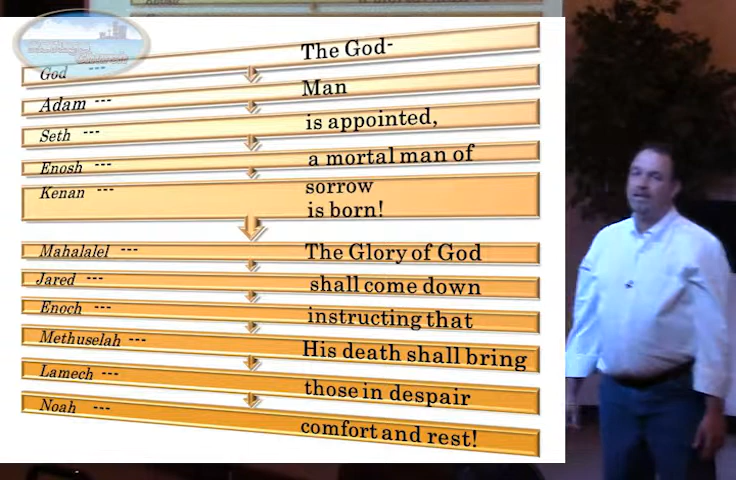 God --- The God-
Adam --- Man
Seth --- is appointed,
Enosh --- a mortal man of
Kenan --- sorrow
is born!
Mahalalel --- The Glory of God
Jared --- shall come down
Enoch --- instructing that
Methuselah --- His death shall bring
Lamech --- those in despair
Noah --- comfort and rest!